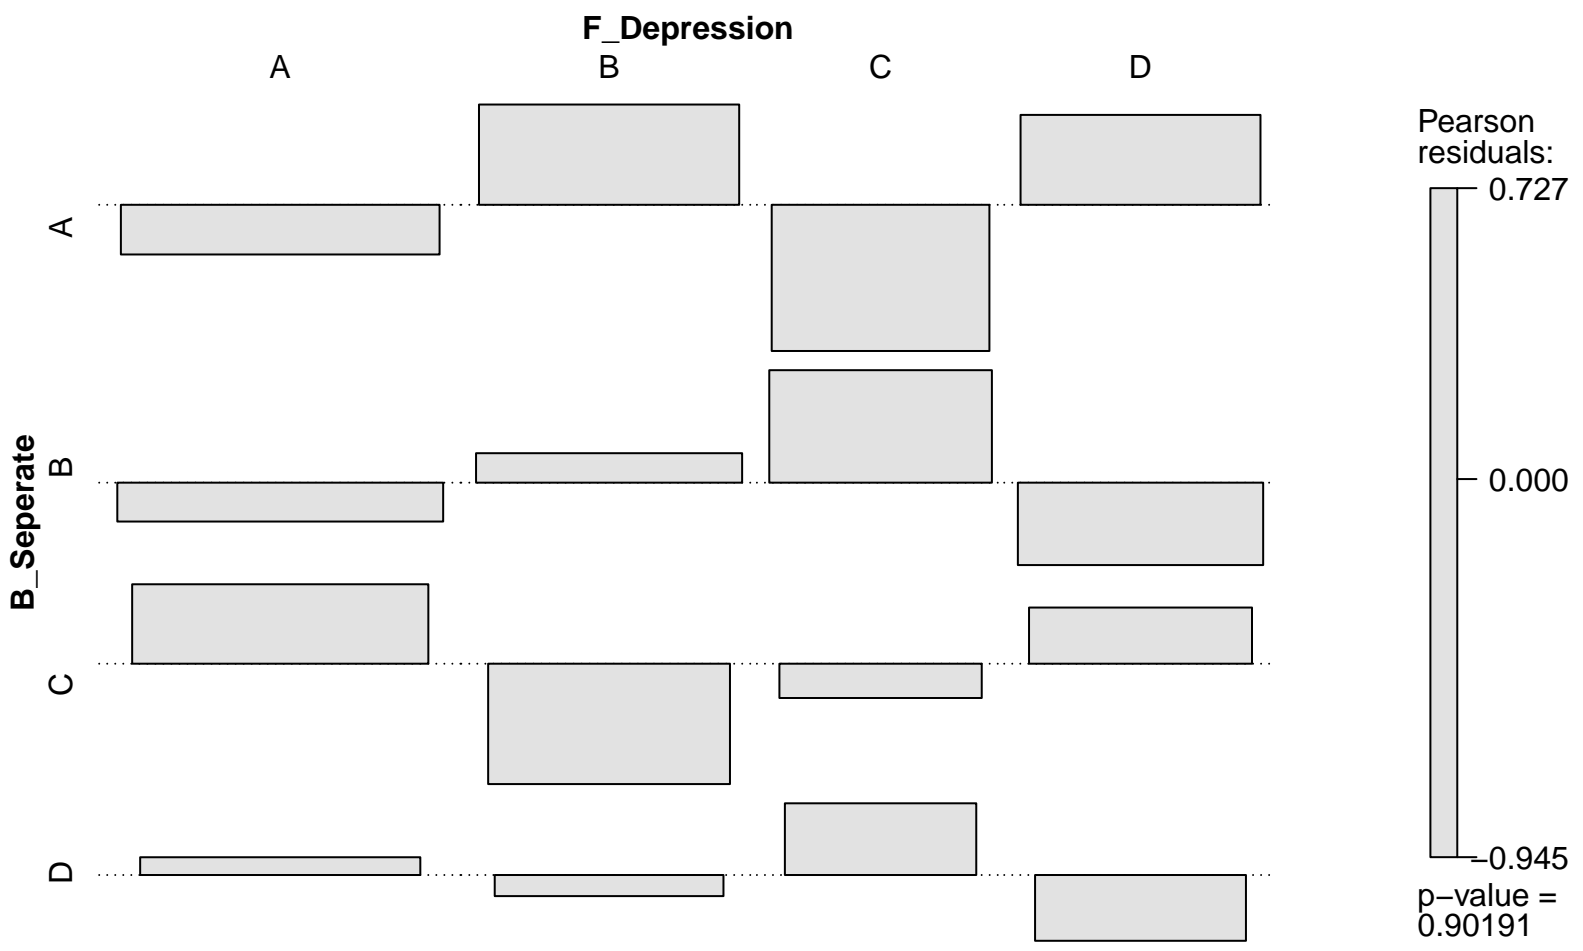 F_Depression
A
B
C
D
B_Seperate
A
B
C
D
Pearson
residuals:
0.727
0.000
−0.945
p−value =
0.90191